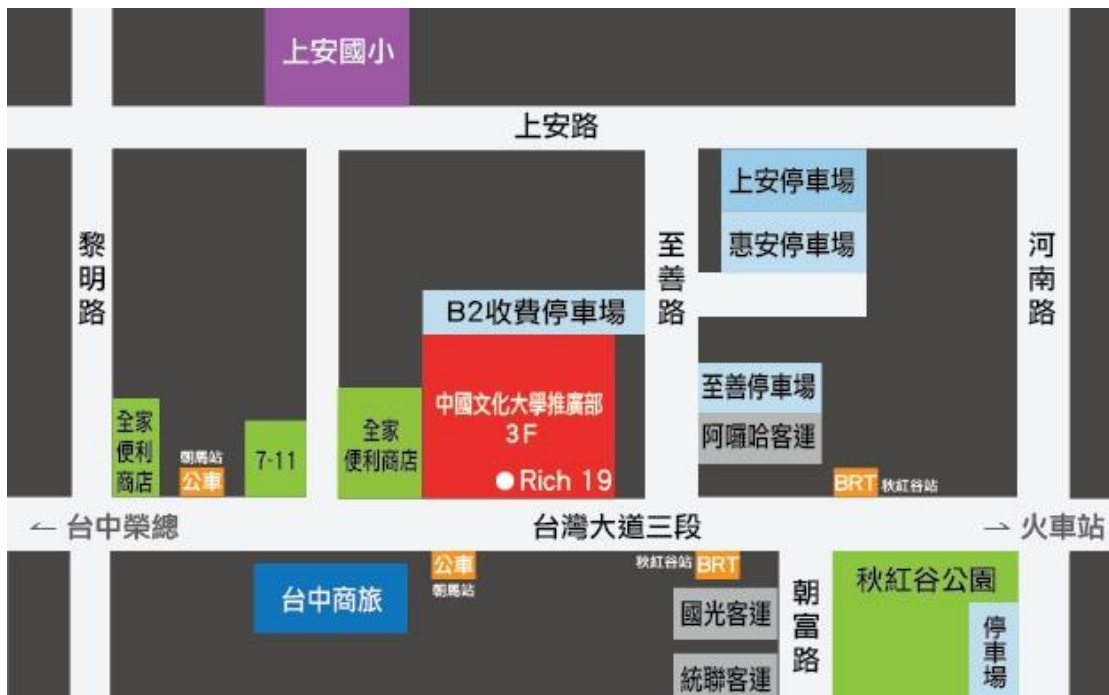 上安國小
上安路
上安停車場
惠安停車場
黎明路
至善路
河南路
B2收費停車場
中國文化大學推廣部
3F
Rich 19
至善停車場
阿囉哈客運
全家
便利
商店
朝馬站
公車
7-11
全家
便利商店
BRT 秋紅谷站
← 台中榮總
台灣大道三段
→ 火車站
台中商旅
公車
朝馬站
秋紅谷站 BRT
國光客運
統聯客運
朝富路
秋紅谷公園
停車場